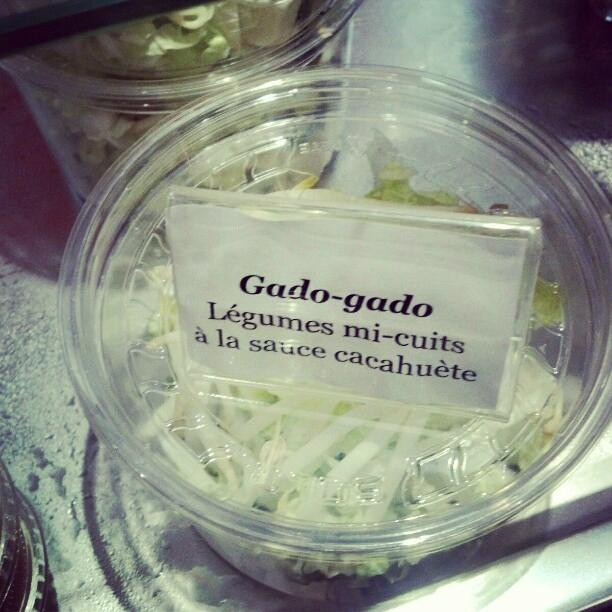 Gado-gado
Légumes mi-cuits
à la sauce cacahuète